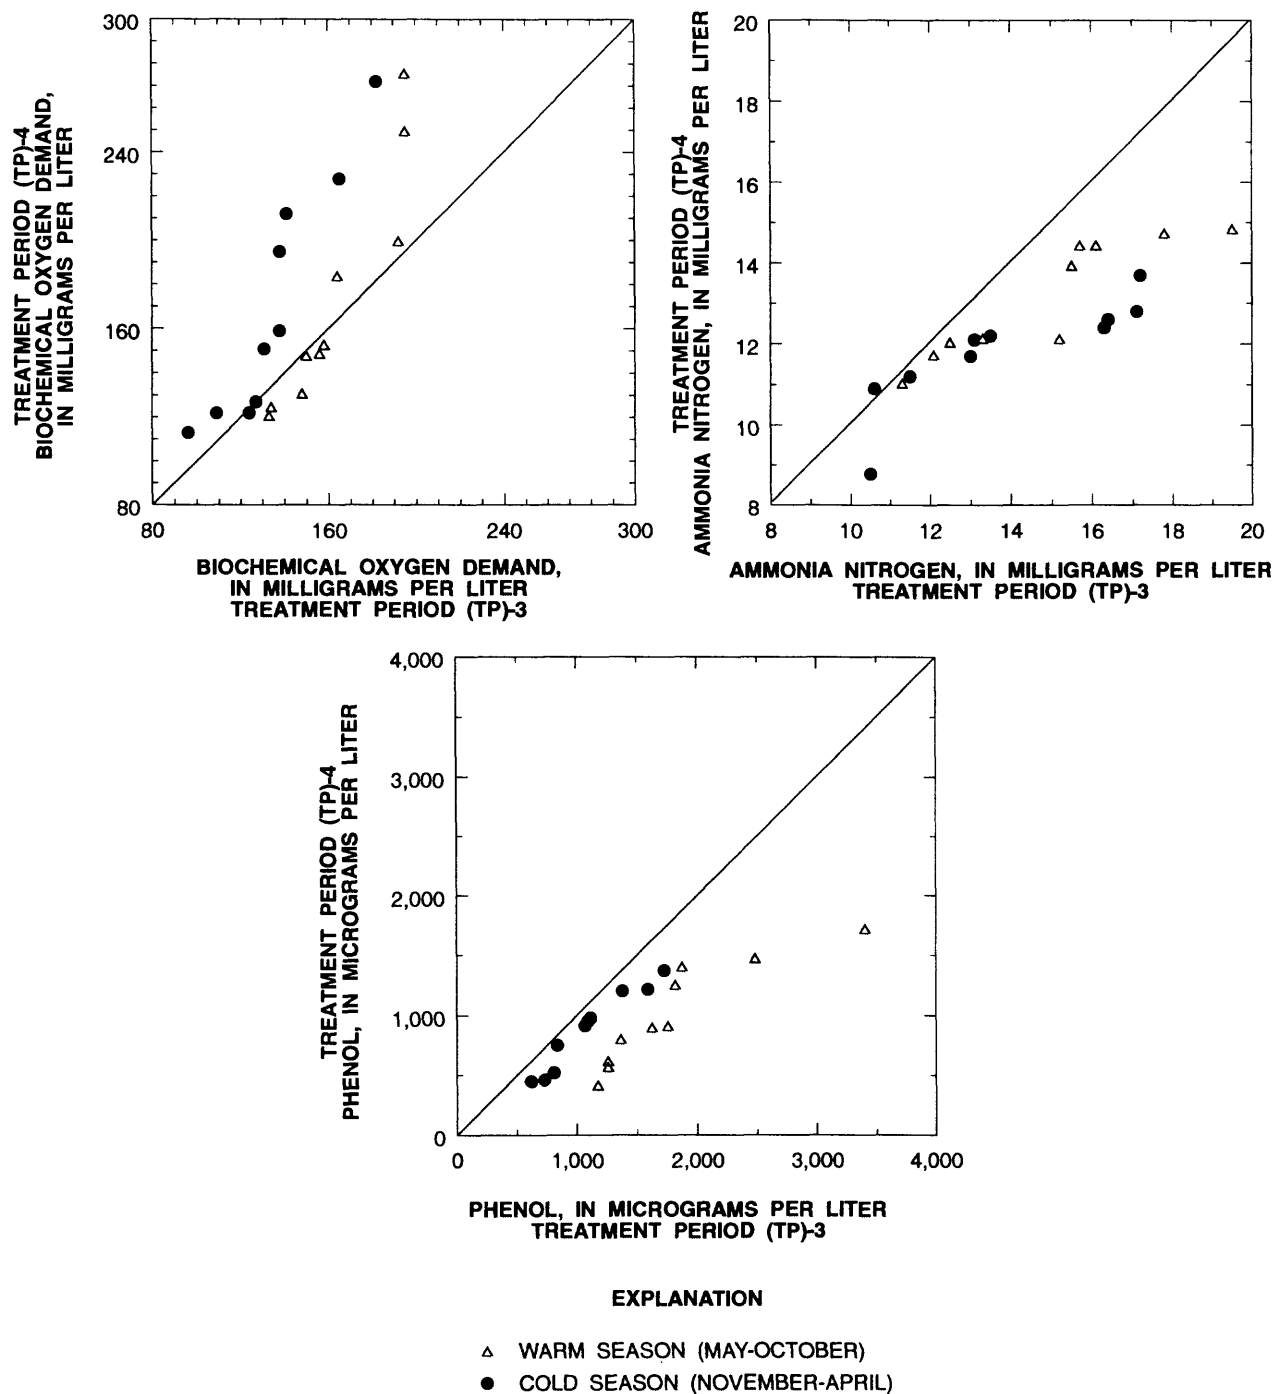 TREATMENT PERIOD (TP)-4
BIOCHEMICAL OXYGEN DEMAND,
IN MILLIGRAMS PER LITER
300
240
160
80
80
160
240
300
BIOCHEMICAL OXYGEN DEMAND,
IN MILLIGRAMS PER LITER
TREATMENT PERIOD (TP)-3
TREATMENT PERIOD (TP)-4
AMMONIA NITROGEN, IN MILLIGRAMS PER LITER
20
18
16
14
12
10
8
8
10
12
14
16
18
20
AMMONIA NITROGEN, IN MILLIGRAMS PER LITER
TREATMENT PERIOD (TP)-3
TREATMENT PERIOD (TP)-4
PHENOL, IN MICROGRAMS PER LITER
4,000
3,000
2,000
1,000
0
0
1,000
2,000
3,000
4,000
PHENOL, IN MICROGRAMS PER LITER
TREATMENT PERIOD (TP)-3
EXPLANATION
WARM SEASON (MAY-OCTOBER)
COLD SEASON (NOVEMBER-APRIL)